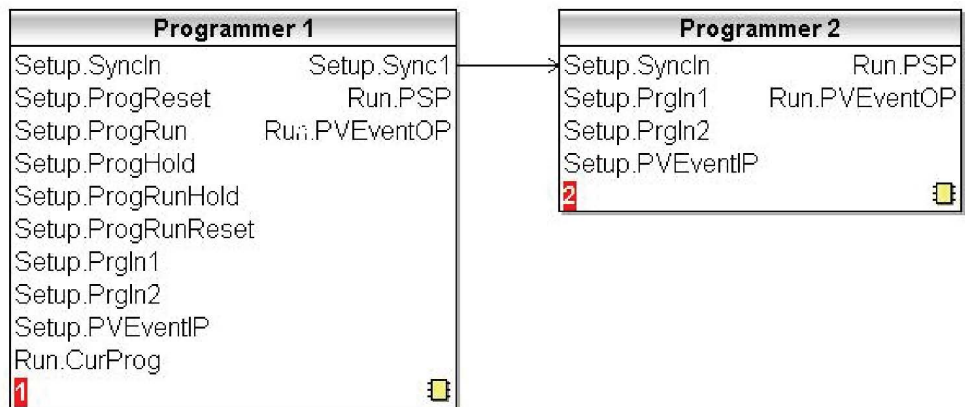 Programmer 1
Setup.SyncIn Setup.Sync1
Setup.ProgReset Run.PSP
Setup.ProgRun Run.PVEventOP
Setup.ProgHold
Setup.ProgRunHold
Setup.ProgRunReset
Setup.PrgIn1
Setup.PrgIn2
Setup.PVEventIP
Run.CurProg
1
Programmer 2
Setup.SyncIn Run.PSP
Setup.PrgIn1 Run.PVEventOP
Setup.PrgIn2
Setup.PVEventIP
2